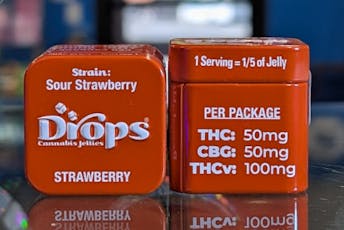 Strain:
Sour Strawberry
Drops®
Cannabis Jellies
STRAWBERRY
1 Serving = 1/5 of Jelly
PER PACKAGE
THC: 50mg
CBG: 50mg
THCv: 100mg